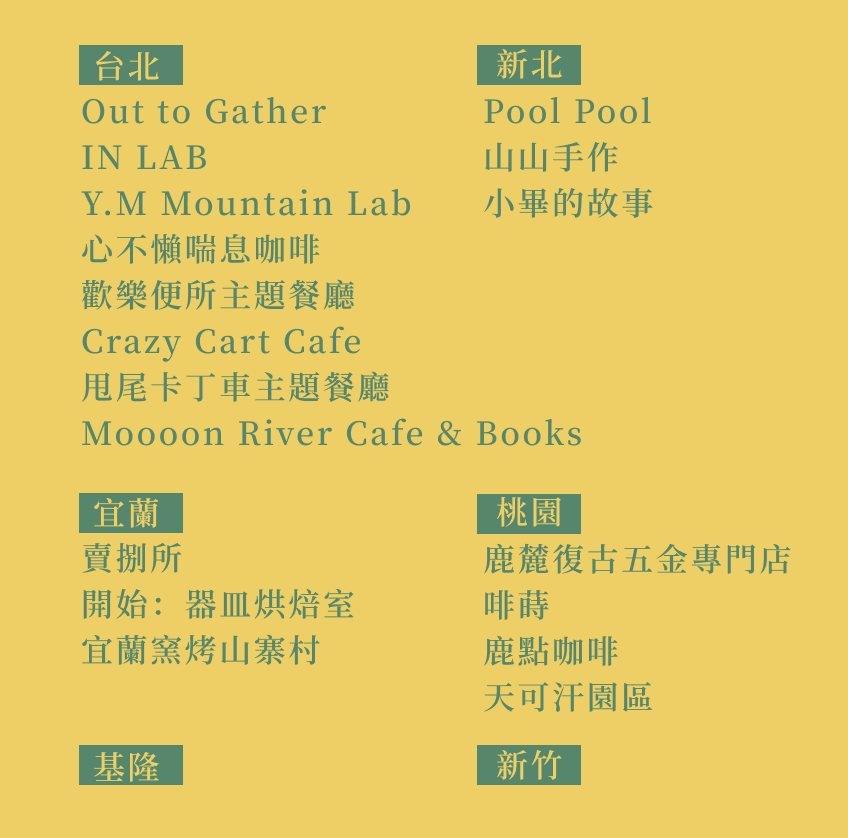 台北
Out to Gather
IN LAB
Y.M Mountain Lab
心不懶喘息咖啡
歡樂便所主題餐廳
Crazy Cart Cafe
甩尾卡丁車主題餐廳
Moooon River Cafe & Books
新北
Pool Pool
山山手作
小畢的故事
宜蘭
賣捌所
開始：器皿烘焙室
宜蘭窯烤山寨村
桃園
鹿麓復古五金專門店
啡蒔
鹿點咖啡
天可汗園區
基隆
新竹